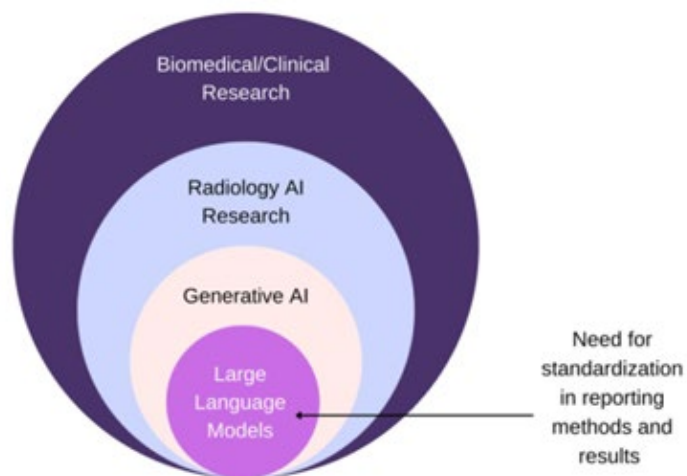 Biomedical/Clinical
Research
Radiology AI
Research
Generative AI
Large
Language
Models
Need for
standardization
in reporting
methods and
results